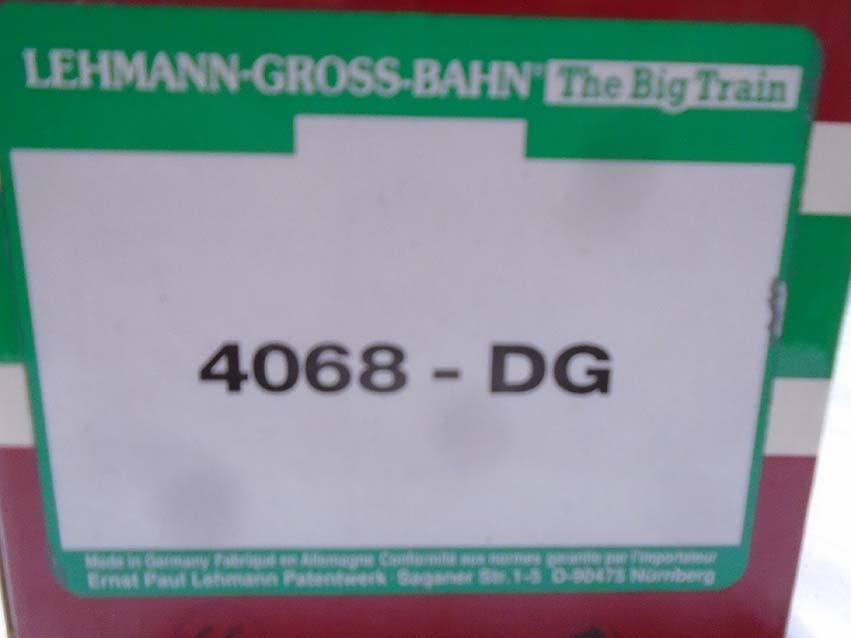 LEHMANN-GROSS-BAHN® The Big Train
4068 - DG
Made in Germany Fabriqué en Allemagne Conformité aux normes garantie par l'importateur
Ernst Paul Lehmann Patentwerk Saganer Str. 1-5 D-90475 Nürnberg